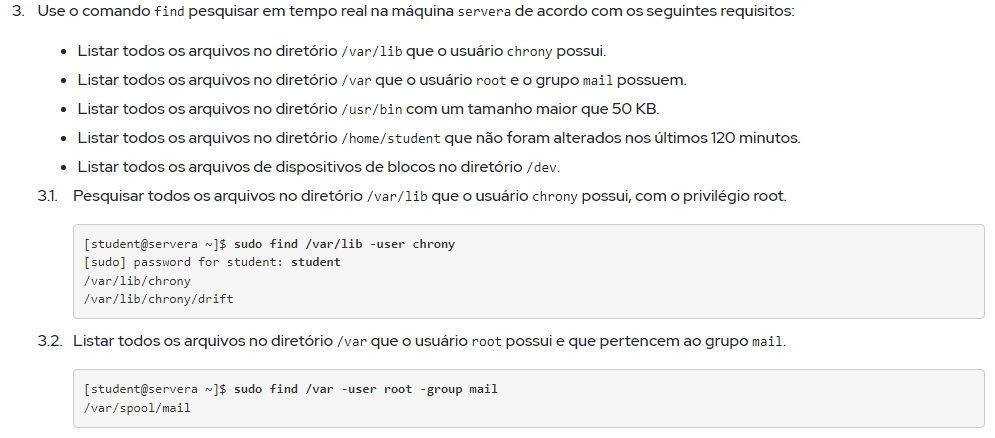 3. Use o comando find pesquisar em tempo real na máquina servera de acordo com os seguintes requisitos:
• Listar todos os arquivos no diretório /var/lib que o usuário chrony possui.
• Listar todos os arquivos no diretório /var que o usuário root e o grupo mail possuem.
• Listar todos os arquivos no diretório /usr/bin com um tamanho maior que 50 KB.
• Listar todos os arquivos no diretório /home/student que não foram alterados nos últimos 120 minutos.
• Listar todos os arquivos de dispositivos de blocos no diretório /dev.
3.1. Pesquisar todos os arquivos no diretório /var/lib que o usuário chrony possui, com o privilégio root.
[student@servera ~]$ sudo find /var/lib -user chrony
[sudo] password for student: student
/var/lib/chrony
/var/lib/chrony/drift
3.2. Listar todos os arquivos no diretório /var que o usuário root possui e que pertencem ao grupo mail.
[student@servera ~]$ sudo find /var -user root -group mail
/var/spool/mail